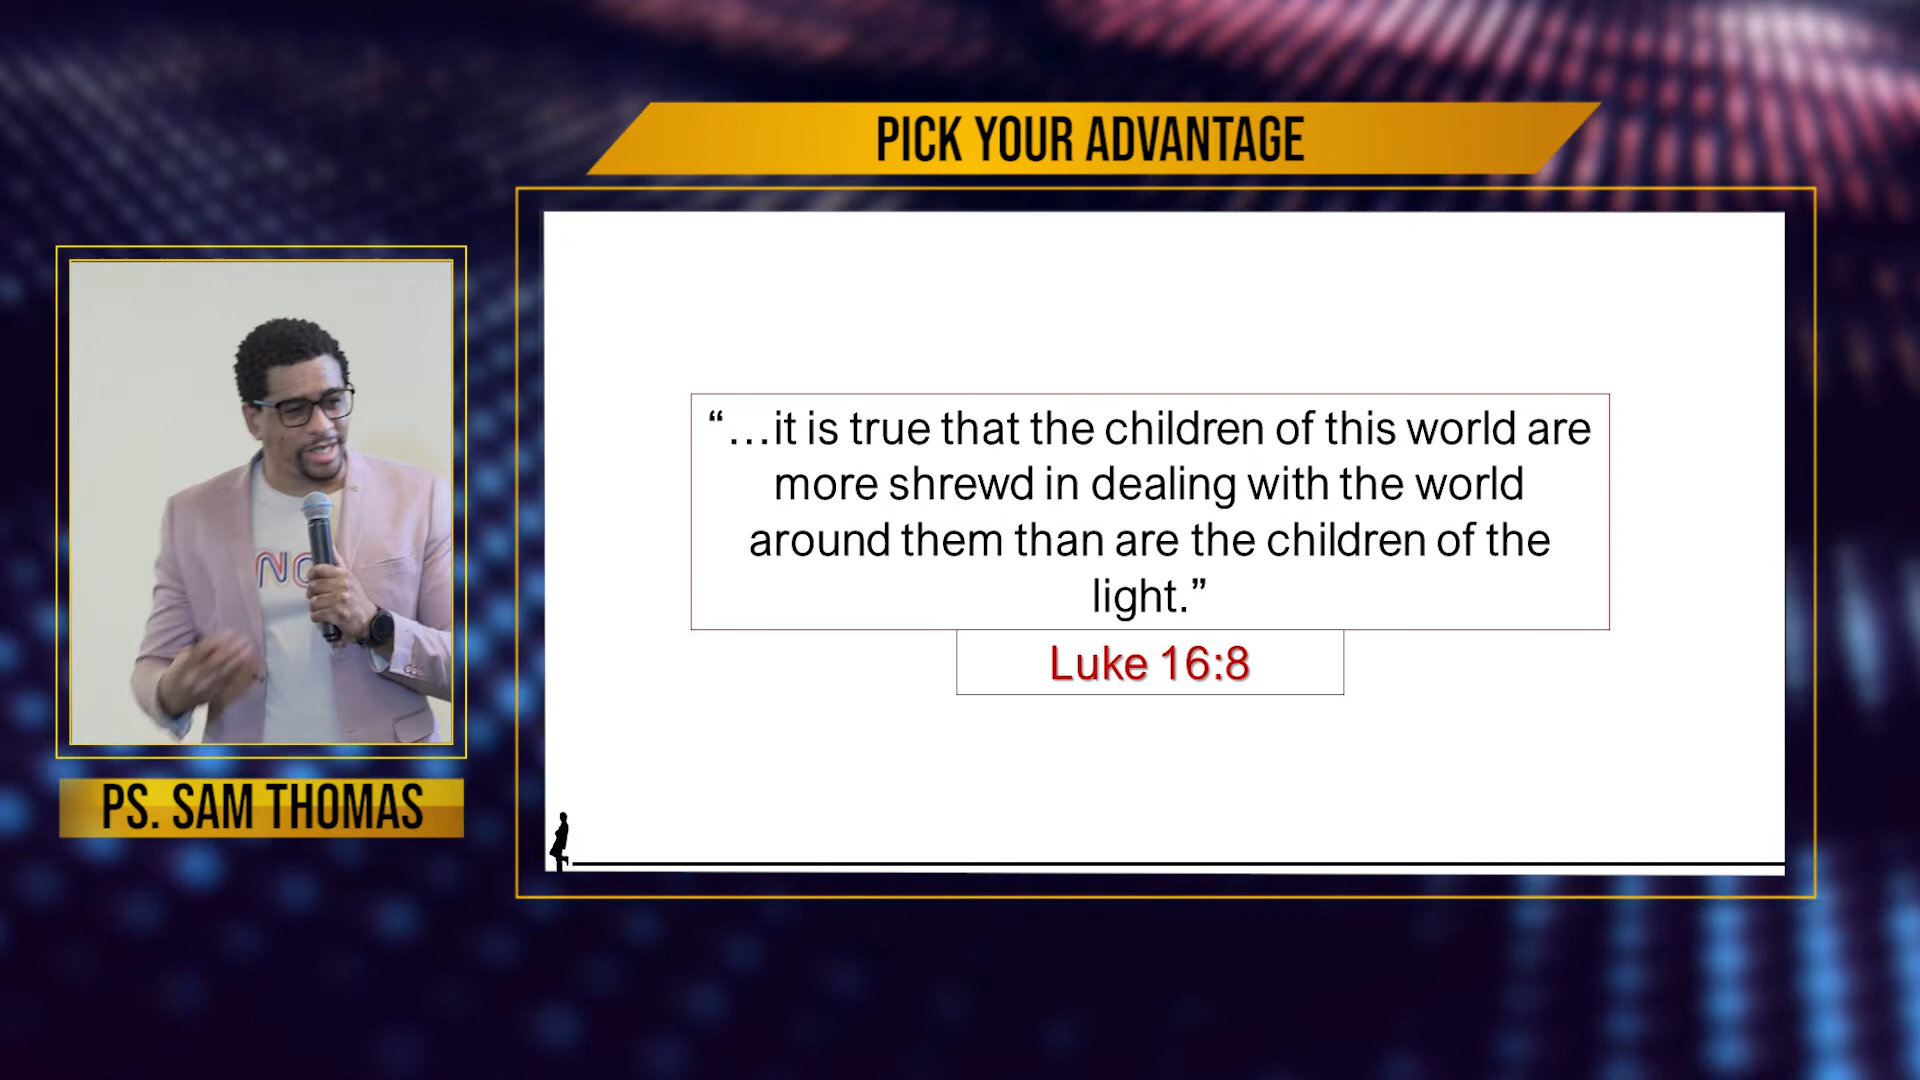 PICK YOUR ADVANTAGE
“…it is true that the children of this world are
more shrewd in dealing with the world
around them than are the children of the
light.”
Luke 16:8
NO
PS. SAM THOMAS